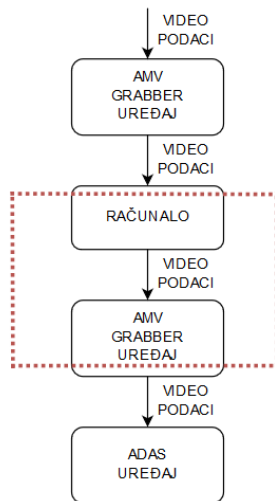 VIDEO
PODACI
AMV
GRABBER
UREĐAJ
VIDEO
PODACI
RAČUNALO
VIDEO
PODACI
AMV
GRABBER
UREĐAJ
VIDEO
PODACI
ADAS
UREĐAJ